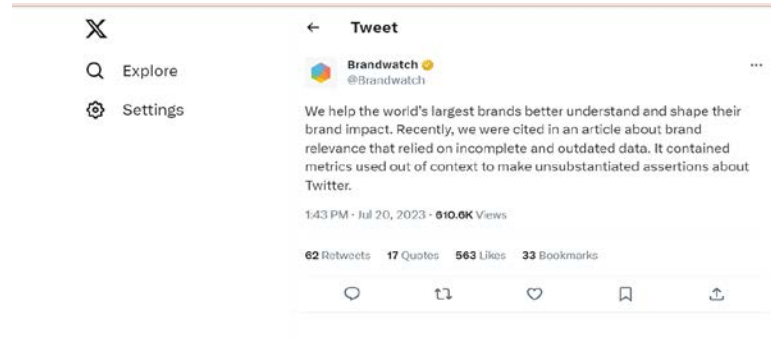 Explore
Settings
← Tweet
Brandwatch
@Brandwatch
We help the world's largest brands better understand and shape their
brand impact. Recently, we were cited in an article about brand
relevance that relied on incomplete and outdated data. It contained
metrics used out of context to make unsubstantiated assertions about
Twitter.
1:43 PM · Jul 20, 2023 · 610.6K Views
62 Retweets 17 Quotes 563 Likes 33 Bookmarks